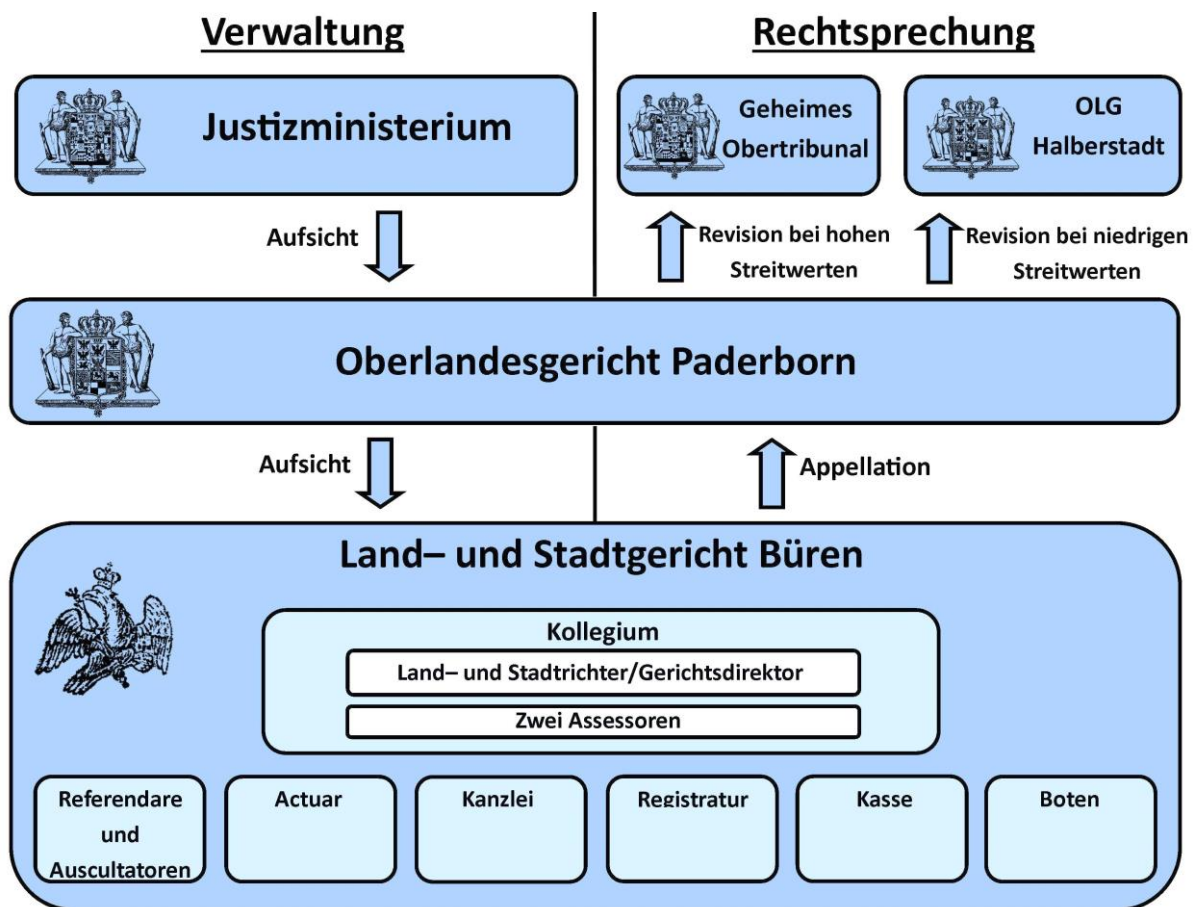 Verwaltung
Rechtsprechung
Justizministerium
Geheimes
Obertribunal
OLG
Halberstadt
Aufsicht
Revision bei hohen
Streitwerten
Revision bei niedrigen
Streitwerten
Oberlandesgericht Paderborn
Aufsicht
Appellation
Land– und Stadtgericht Büren
Kollegium
Land– und Stadtrichter/Gerichtsdirektor
Zwei Assessoren
Referendare
und
Auscultatoren
Actuar
Kanzlei
Registratur
Kasse
Boten